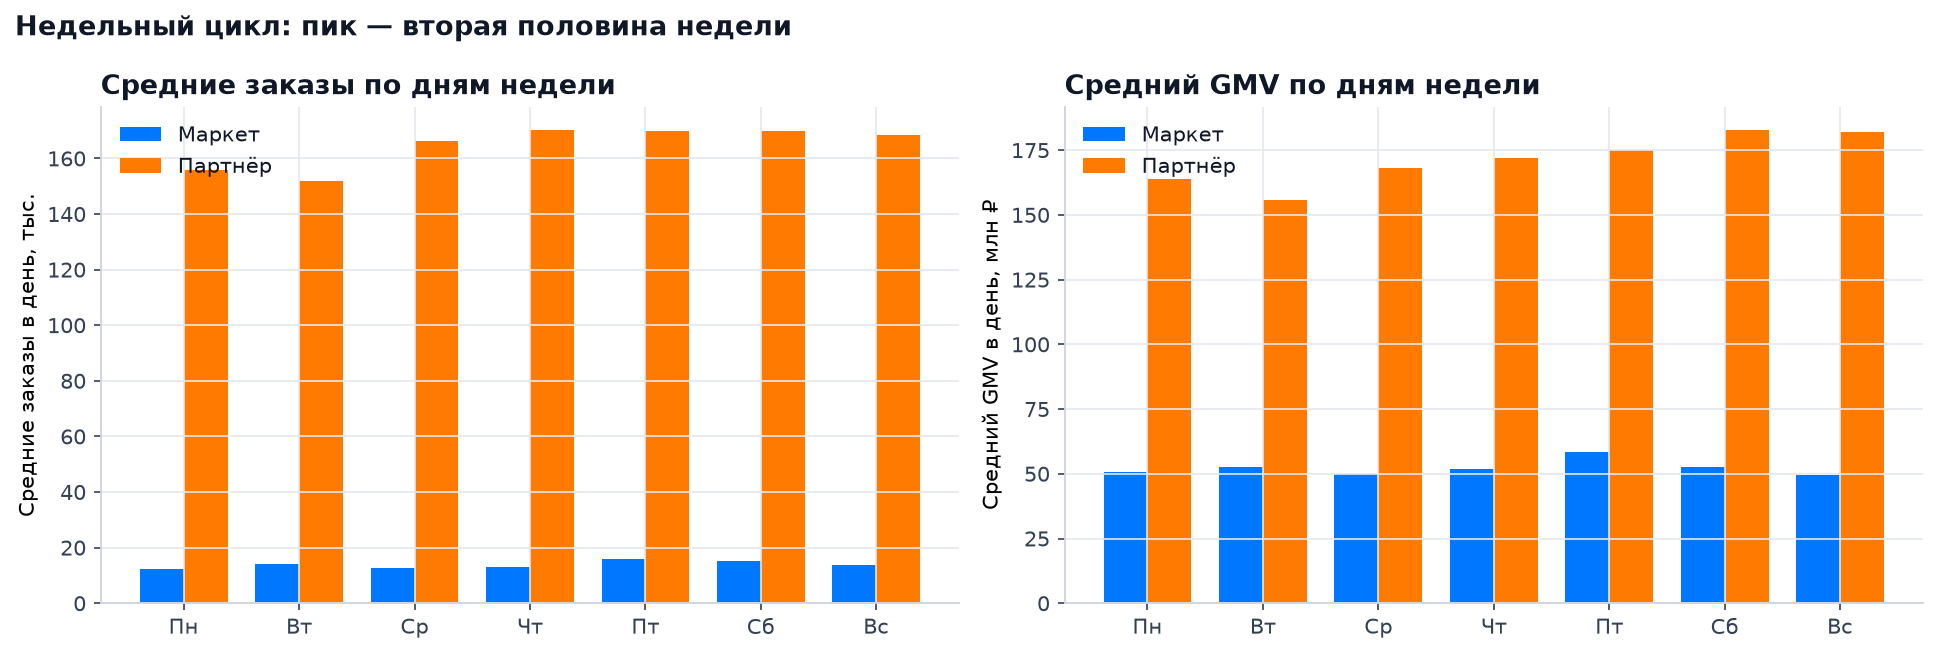 Недельный цикл: пик — вторая половина недели
Средние заказы по дням недели
Маркет
Партнёр
Средние заказы в день, тыс.
160
140
120
100
80
60
40
20
0
Пн Вт Ср Чт Пт Сб Вс
Средний GMV по дням недели
Маркет
Партнёр
Средний GMV в день, млн ₽
175
150
125
100
75
50
25
0
Пн Вт Ср Чт Пт Сб Вс